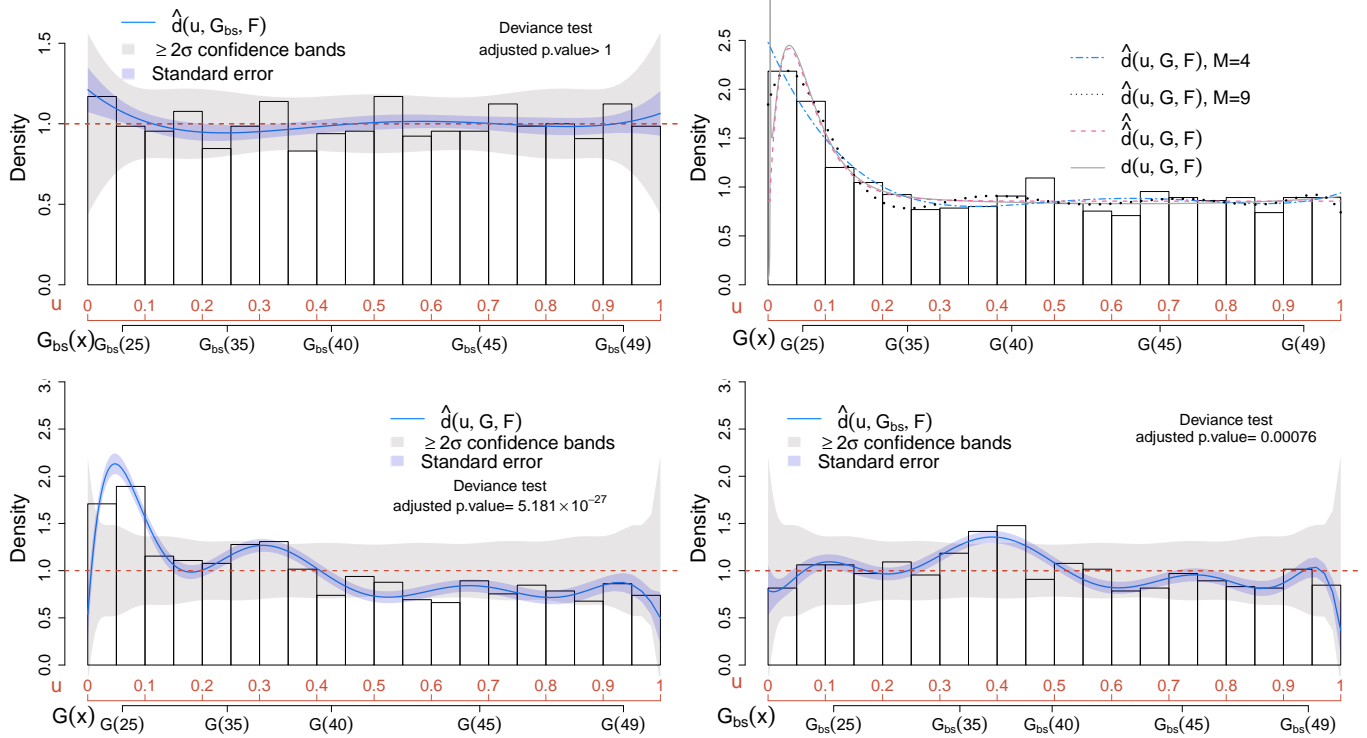 d̂(u, G_bs, F)
≥ 2σ confidence bands
Standard error
Deviance test
adjusted p.value> 1
Density
0.0 0.5 1.0 1.5
u 0 0.1 0.2 0.3 0.4 0.5 0.6 0.7 0.8 0.9 1
G_bs(x) G_bs(25) G_bs(35) G_bs(40) G_bs(45) G_bs(49)
d̂(u, G, F), M=4
d̂(u, G, F), M=9
d̂̂(u, G, F)
d(u, G, F)
Density
0.0 0.5 1.0 1.5 2.0 2.5
u 0 0.1 0.2 0.3 0.4 0.5 0.6 0.7 0.8 0.9 1
G(x) G(25) G(35) G(40) G(45) G(49)
d̂(u, G, F)
≥ 2σ confidence bands
Standard error
Deviance test
adjusted p.value= 5.181 × 10⁻²⁷
Density
0.0 0.5 1.0 1.5 2.0 2.5
u 0 0.1 0.2 0.3 0.4 0.5 0.6 0.7 0.8 0.9 1
G(x) G(25) G(35) G(40) G(45) G(49)
d̂(u, G_bs, F)
≥ 2σ confidence bands
Standard error
Deviance test
adjusted p.value= 0.00076
Density
0.0 0.5 1.0 1.5 2.0 2.5
u 0 0.1 0.2 0.3 0.4 0.5 0.6 0.7 0.8 0.9 1
G_bs(x) G_bs(25) G_bs(35) G_bs(40) G_bs(45) G_bs(49)